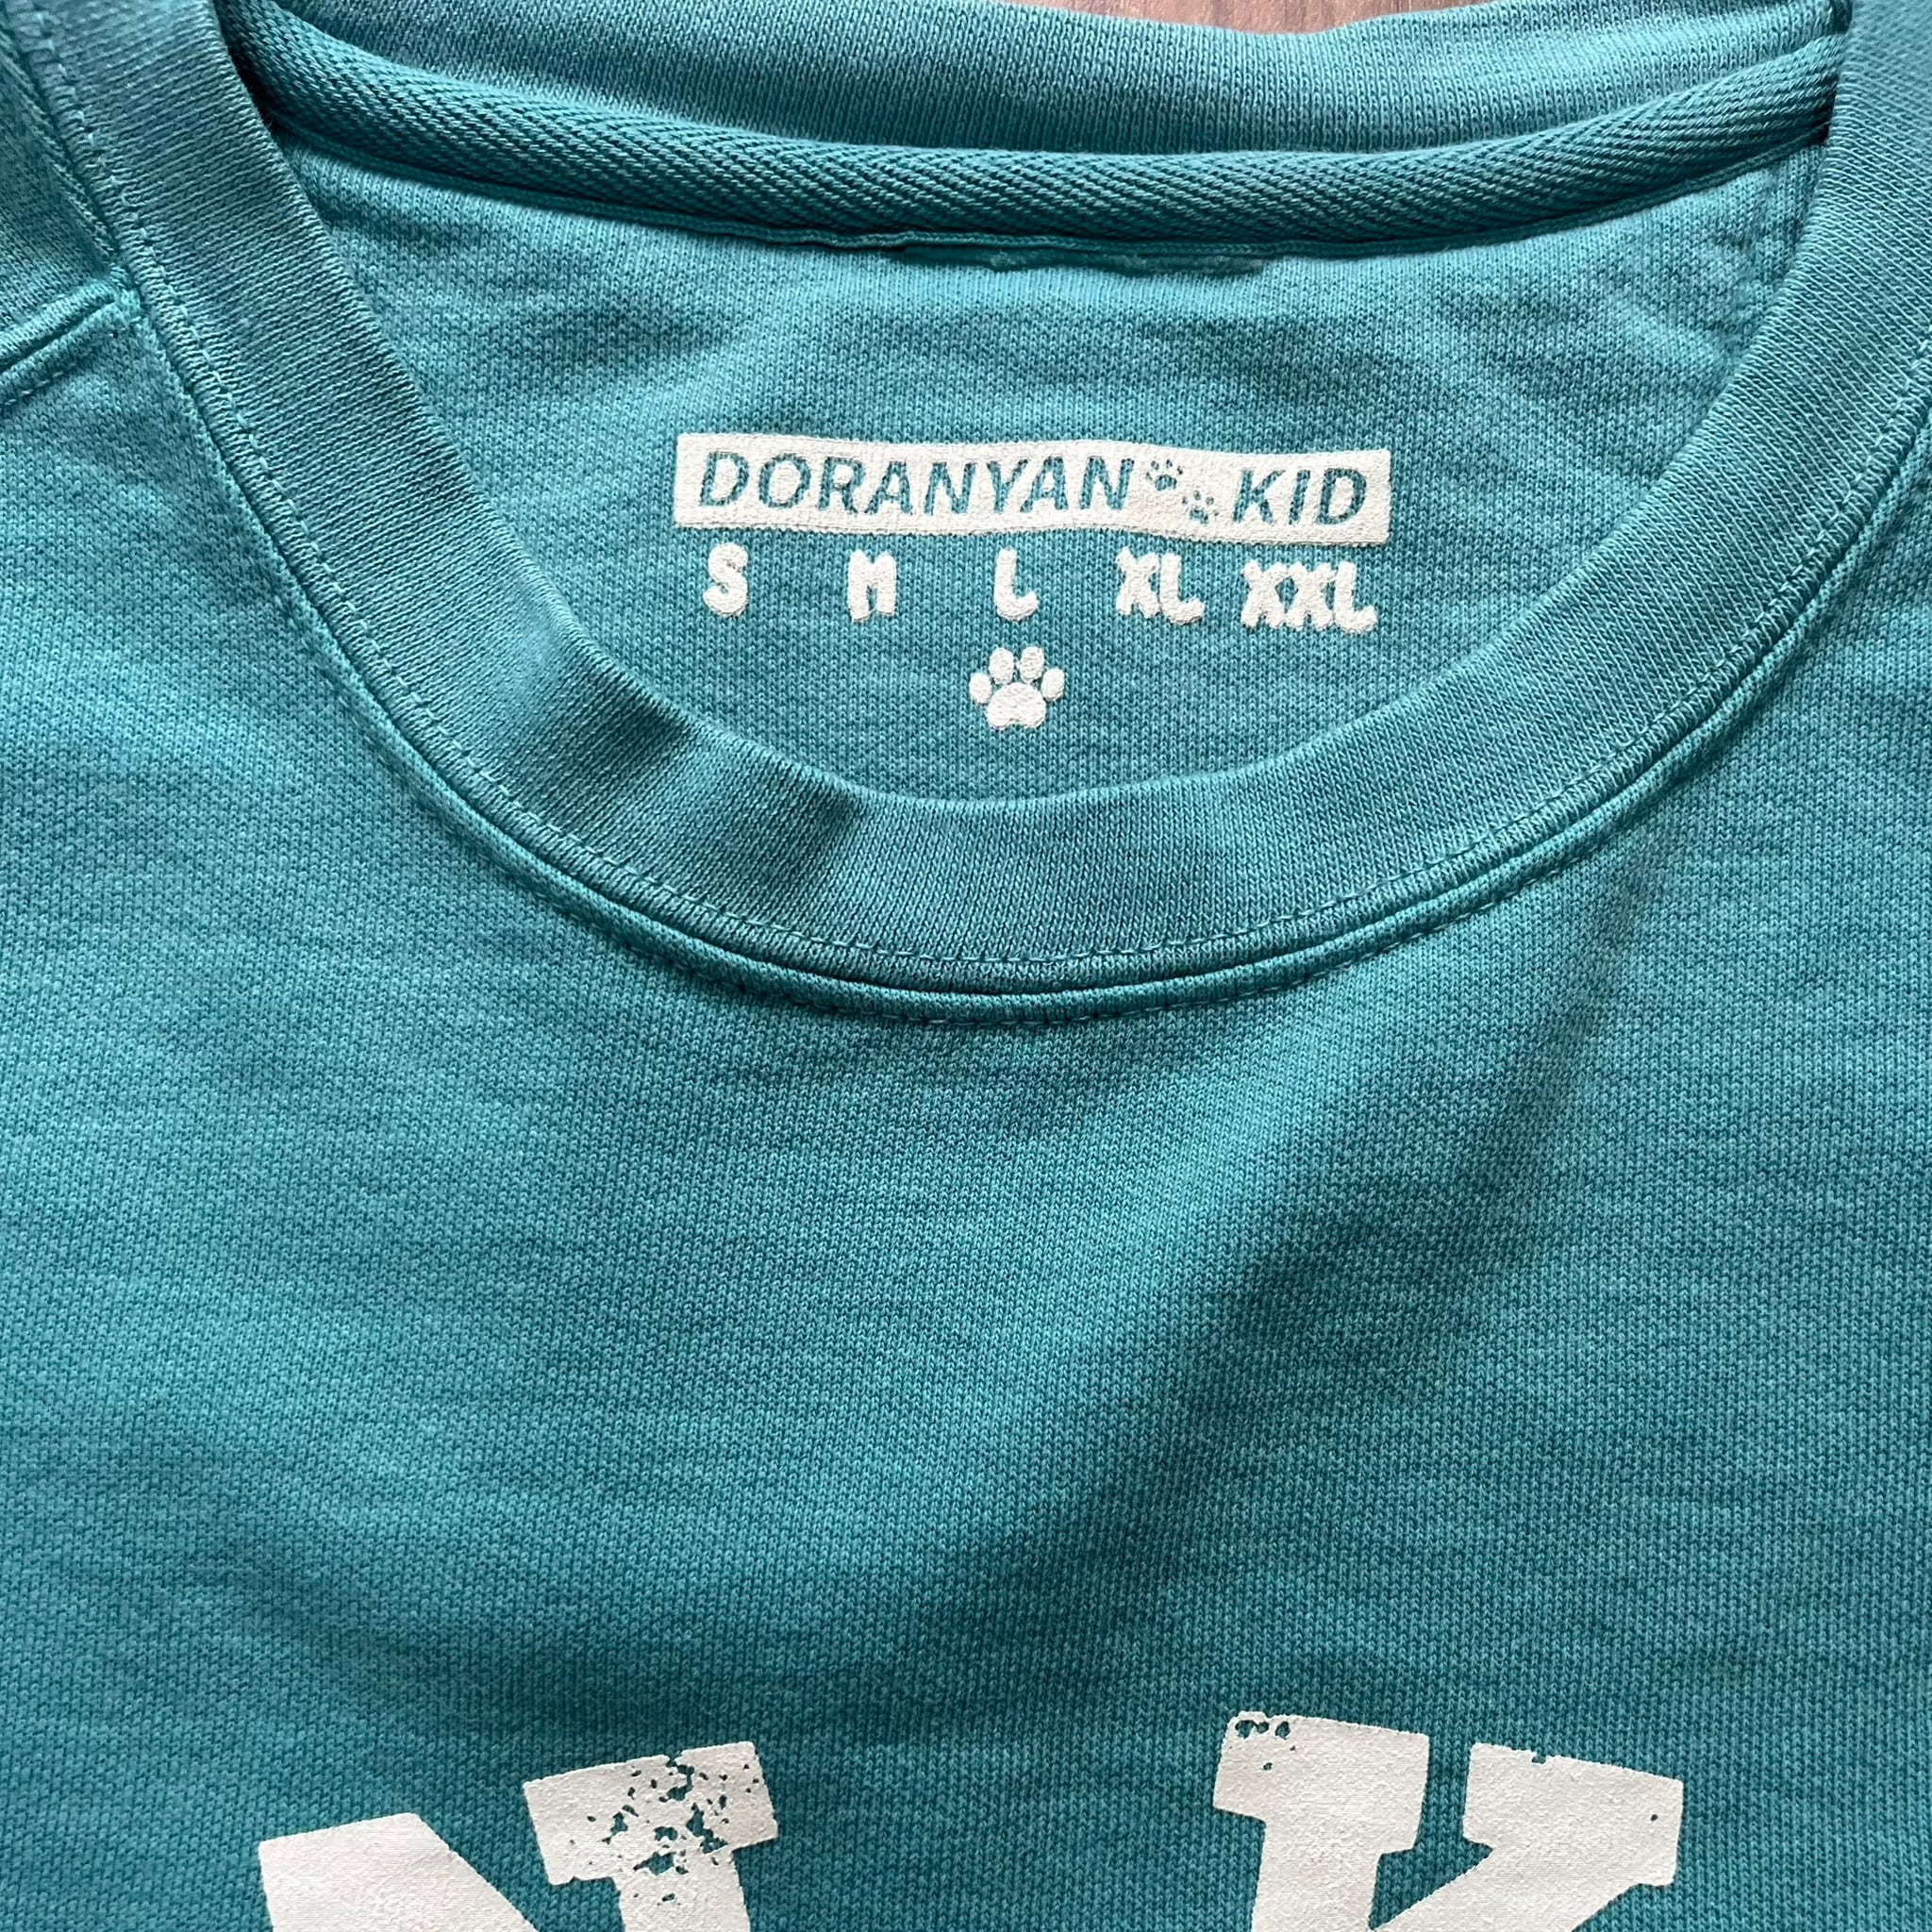 DORANYAN KID
S M L XL XXL
N K